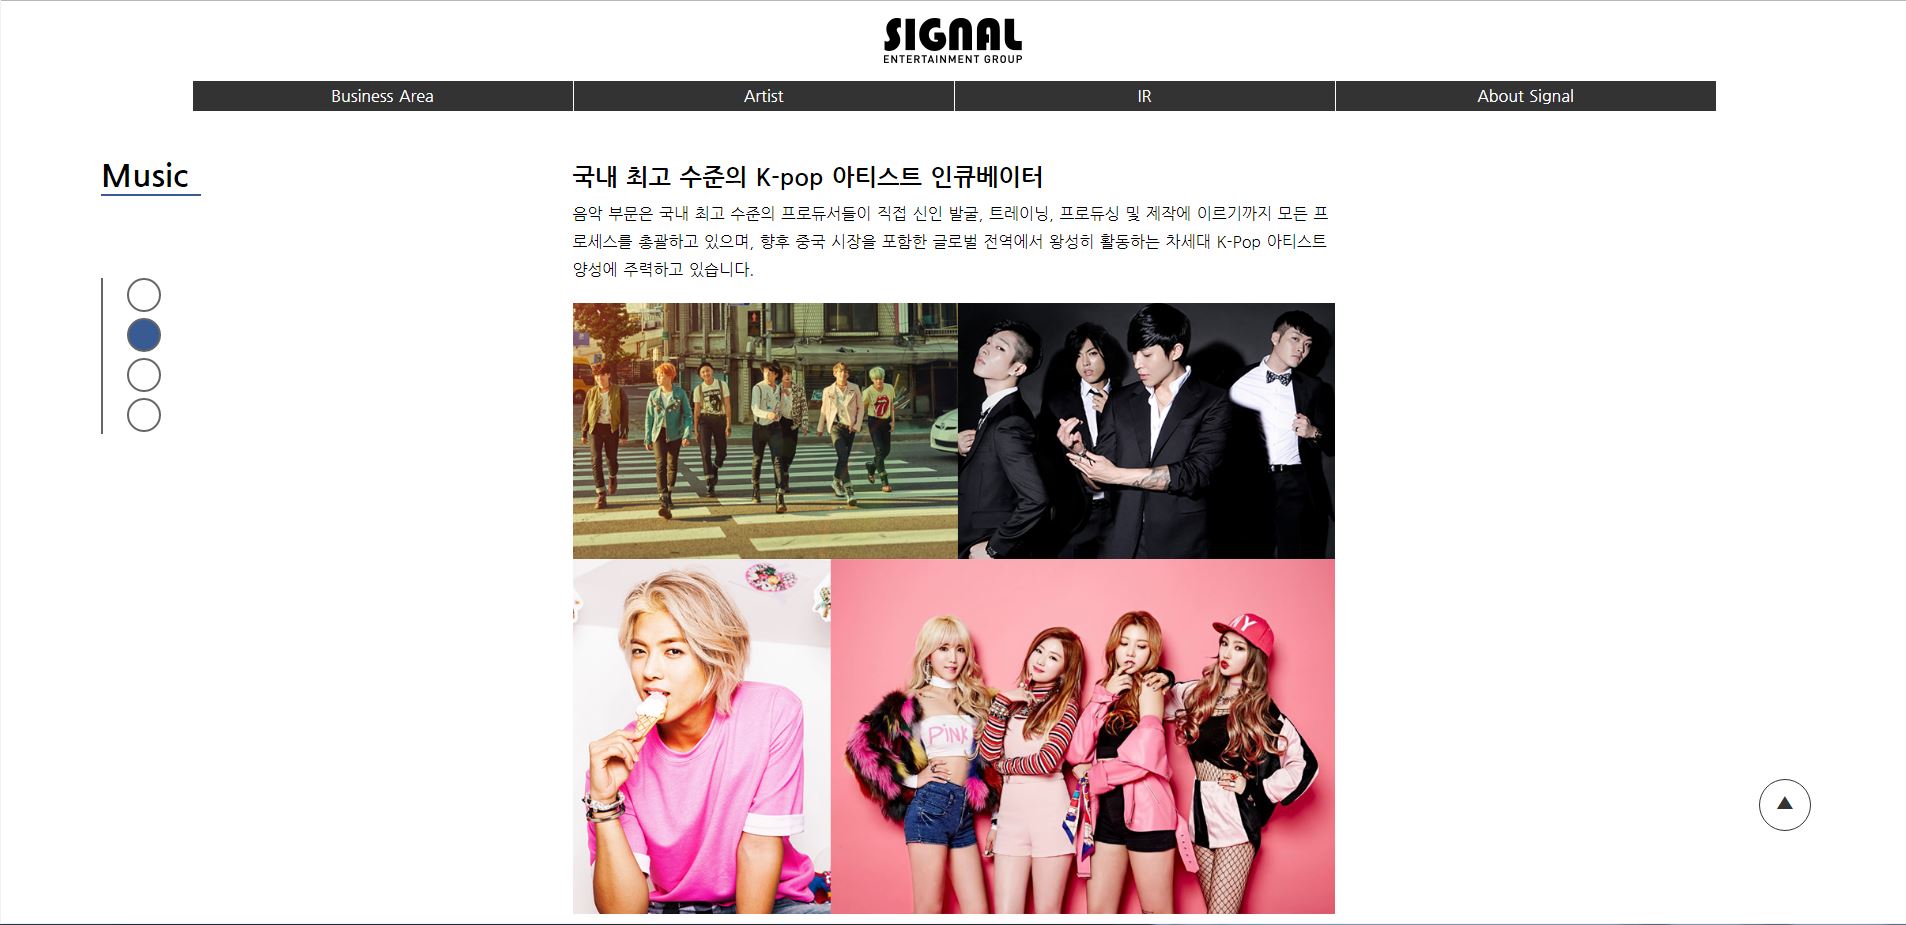 SIGNAL
ENTERTAINMENT GROUP
Business Area
Artist
IR
About Signal
Music
국내 최고 수준의 K-pop 아티스트 인큐베이터
음악 부문은 국내 최고 수준의 프로듀서들이 직접 신인 발굴, 트레이닝, 프로듀싱 및 제작에 이르기까지 모든 프
로세스를 총괄하고 있으며, 향후 중국 시장을 포함한 글로벌 전역에서 왕성히 활동하는 차세대 K-Pop 아티스트
양성에 주력하고 있습니다.
NY
PINK